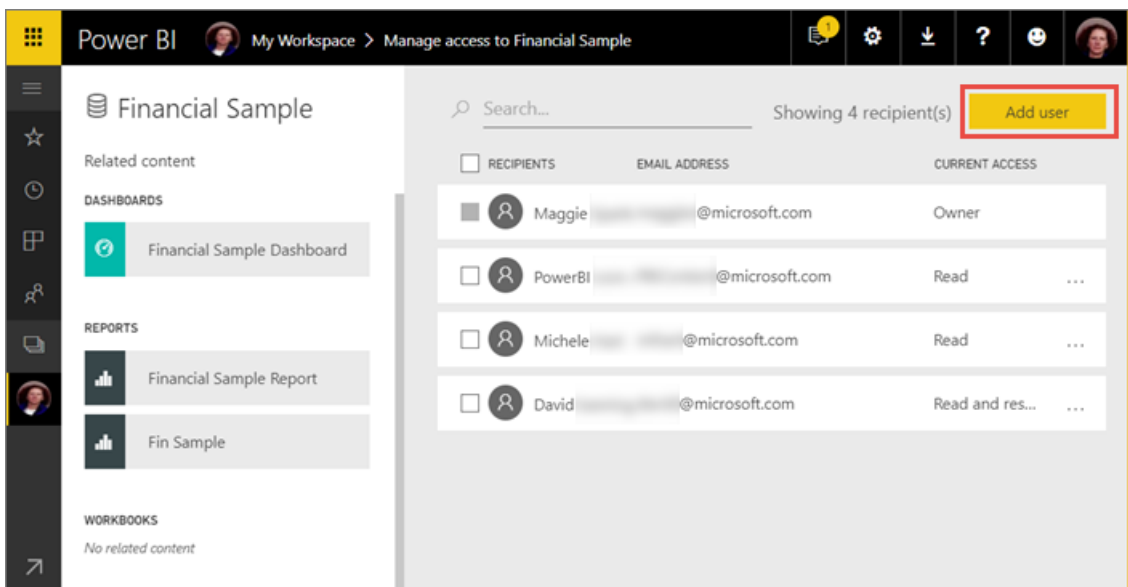 Power BI My Workspace > Manage access to Financial Sample 1 ?
Financial Sample
Related content
DASHBOARDS
Financial Sample Dashboard
REPORTS
Financial Sample Report
Fin Sample
WORKBOOKS
No related content
Search... Showing 4 recipient(s) Add user
RECIPIENTS EMAIL ADDRESS CURRENT ACCESS
Maggie @microsoft.com Owner
PowerBI @microsoft.com Read ...
Michele @microsoft.com Read ...
David @microsoft.com Read and res... ...